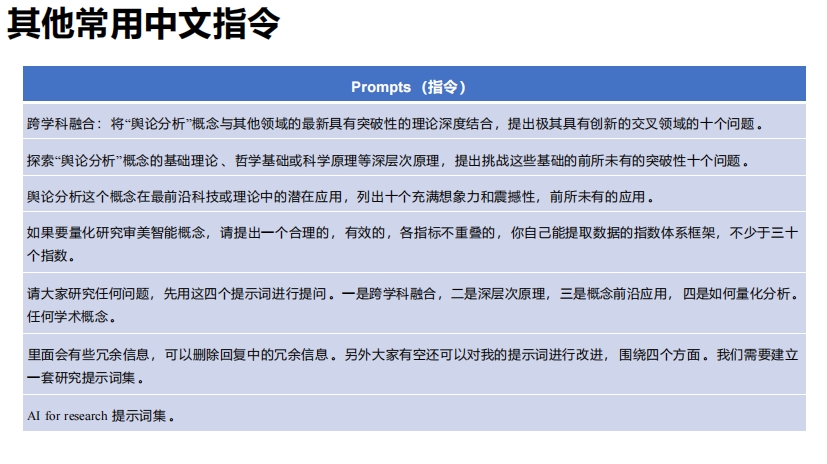 其他常用中文指令
Prompts（指令）
跨学科融合：将“舆论分析”概念与其他领域的最新具有突破性的理论深度结合，提出极其具有创新的交叉领域的十个问题。
探索“舆论分析”概念的基础理论、哲学基础或科学原理等深层次原理，提出挑战这些基础的前所未有的突破性十个问题。
舆论分析这个概念在最前沿科技或理论中的潜在应用，列出十个充满想象力和震撼性，前所未有的应用。
如果要量化研究审美智能概念，请提出一个合理的，有效的，各指标不重叠的，你自己能提取数据的指数体系框架，不少于三十
个指数。
请大家研究任何问题，先用这四个提示词进行提问。一是跨学科融合，二是深层次原理，三是概念前沿应用，四是如何量化分析。
任何学术概念。
里面会有些冗余信息，可以删除回复中的冗余信息。另外大家有空还可以对我的提示词进行改进，围绕四个方面。我们需要建立
一套研究提示词集。
AI for research 提示词集。